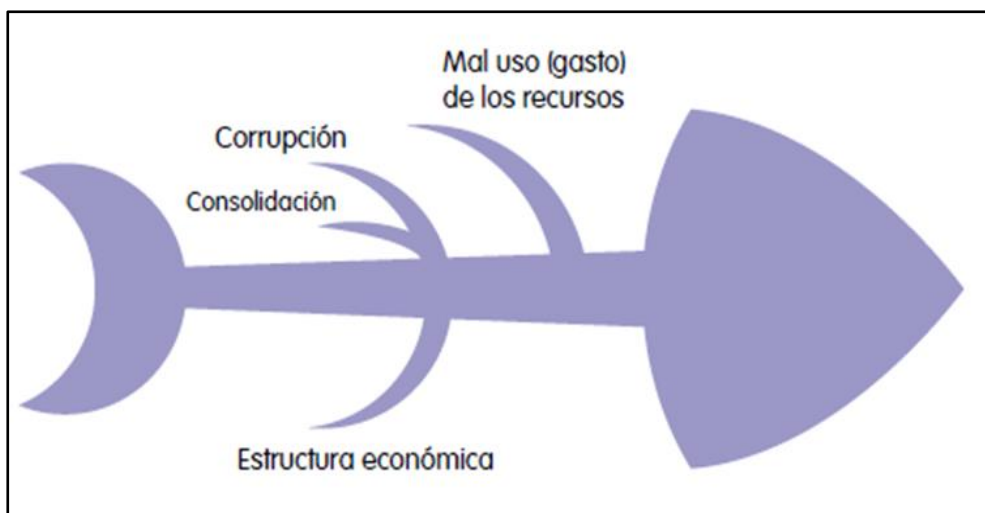 Mal uso (gasto)
de los recursos
Corrupción
Consolidación
Estructura económica